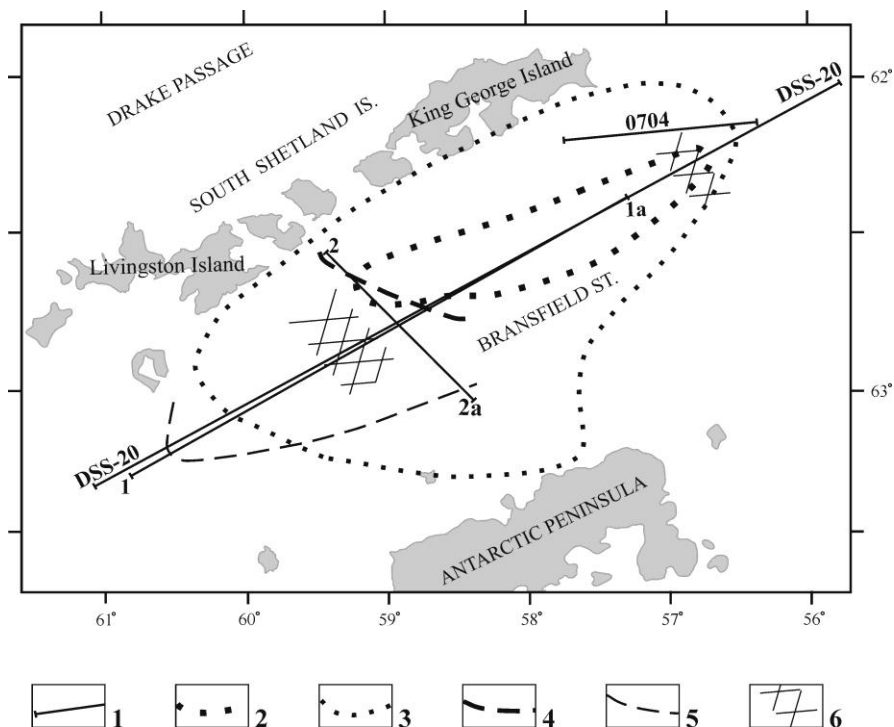 DRAKE PASSAGE
SOUTH SHETLAND IS.
King George Island
DSS-20
62°
0704
1a
Livingston Island
2
BRANSFIELD ST.
63°
2a
DSS-20
1
ANTARCTIC PENINSULA
61° 60° 59° 58° 57° 56°
1 2 3 4 5 6